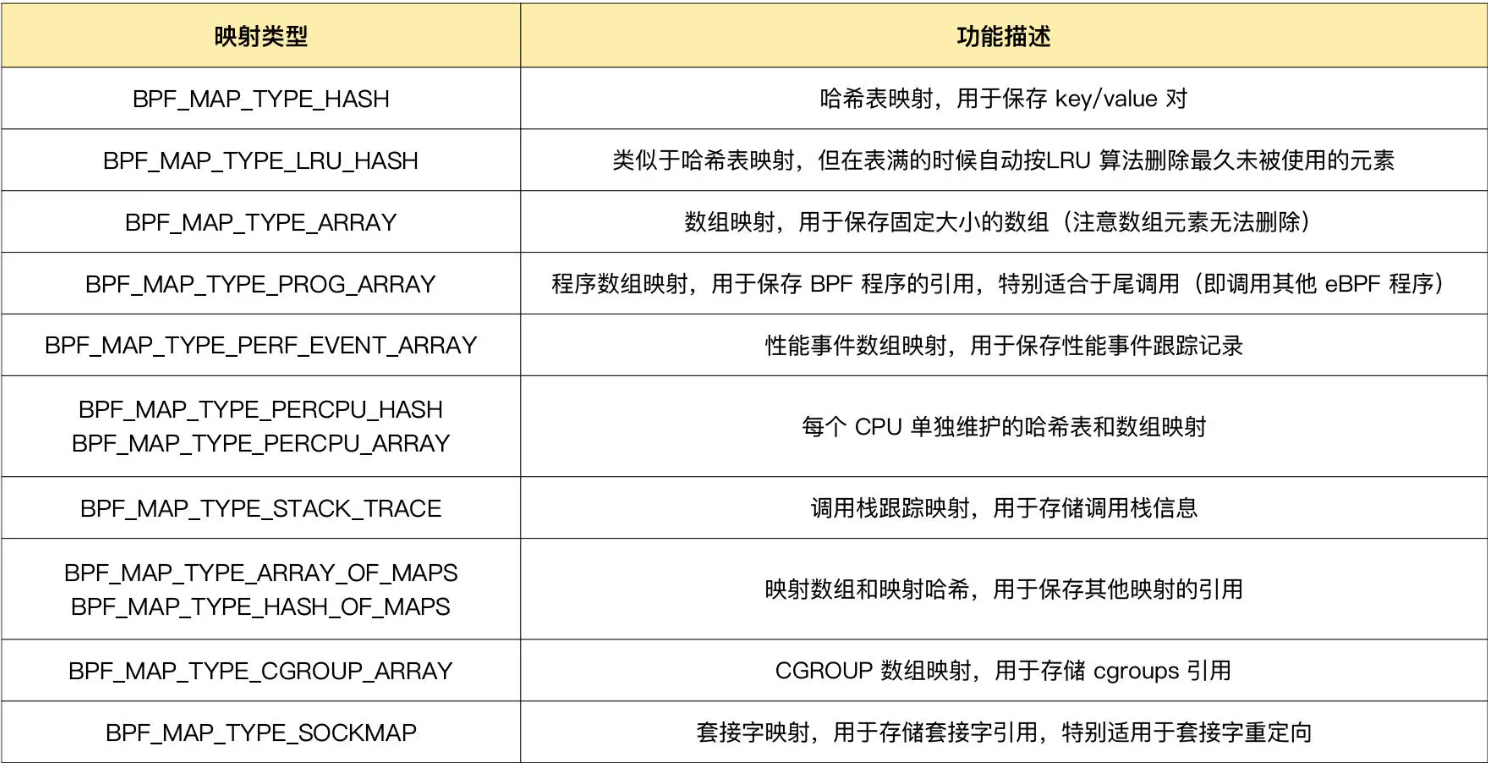 映射类型
功能描述
BPF_MAP_TYPE_HASH
哈希表映射，用于保存 key/value 对
BPF_MAP_TYPE_LRU_HASH
类似于哈希表映射，但在表满的时候自动按LRU 算法删除最久未被使用的元素
BPF_MAP_TYPE_ARRAY
数组映射，用于保存固定大小的数组（注意数组元素无法删除）
BPF_MAP_TYPE_PROG_ARRAY
程序数组映射，用于保存 BPF 程序的引用，特别适合于尾调用（即调用其他 eBPF 程序）
BPF_MAP_TYPE_PERF_EVENT_ARRAY
性能事件数组映射，用于保存性能事件跟踪记录
BPF_MAP_TYPE_PERCPU_HASH
BPF_MAP_TYPE_PERCPU_ARRAY
每个 CPU 单独维护的哈希表和数组映射
BPF_MAP_TYPE_STACK_TRACE
调用栈跟踪映射，用于存储调用栈信息
BPF_MAP_TYPE_ARRAY_OF_MAPS
BPF_MAP_TYPE_HASH_OF_MAPS
映射数组和映射哈希，用于保存其他映射的引用
BPF_MAP_TYPE_CGROUP_ARRAY
CGROUP 数组映射，用于存储 cgroups 引用
BPF_MAP_TYPE_SOCKMAP
套接字映射，用于存储套接字引用，特别适用于套接字重定向